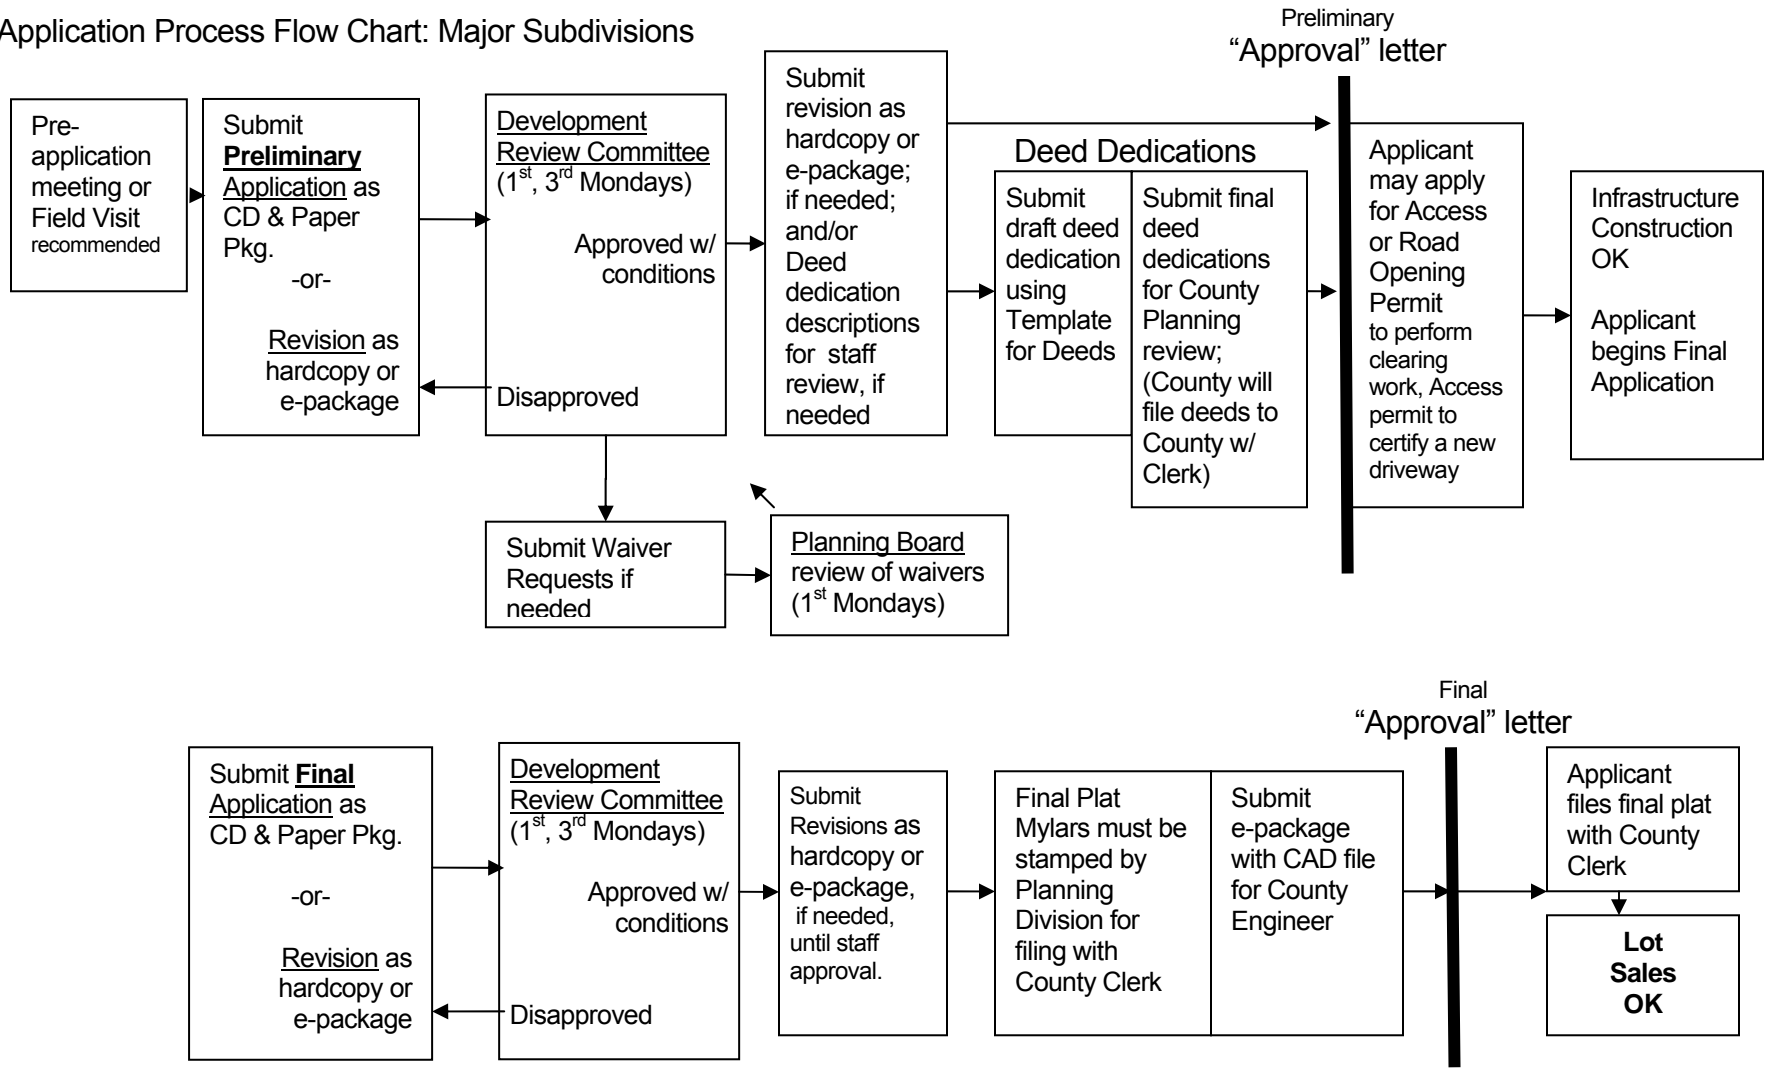 Application Process Flow Chart: Major Subdivisions
Preliminary
“Approval” letter
Pre-
application
meeting or
Field Visit
recommended
Submit
Preliminary
Application as
CD & Paper
Pkg.
-or-
Revision as
hardcopy or
e-package
Development
Review Committee
(1st, 3rd Mondays)
Approved w/
conditions
Disapproved
Submit
revision as
hardcopy or
e-package;
if needed;
and/or
Deed
dedication
descriptions
for staff
review, if
needed
Deed Dedications
Submit
draft deed
dedication
using
Template
for Deeds
Submit final
deed
dedications
for County
Planning
review;
(County will
file deeds to
County w/
Clerk)
Applicant
may apply
for Access
or Road
Opening
Permit
to perform
clearing
work, Access
permit to
certify a new
driveway
Infrastructure
Construction
OK
Applicant
begins Final
Application
Submit Waiver
Requests if
needed
Planning Board
review of waivers
(1st Mondays)
Final
“Approval” letter
Submit Final
Application as
CD & Paper Pkg.
-or-
Revision as
hardcopy or
e-package
Development
Review Committee
(1st, 3rd Mondays)
Approved w/
conditions
Disapproved
Submit
Revisions as
hardcopy or
e-package,
if needed,
until staff
approval.
Final Plat
Mylars must be
stamped by
Planning
Division for
filing with
County Clerk
Submit
e-package
with CAD file
for County
Engineer
Applicant
files final plat
with County
Clerk
Lot
Sales
OK